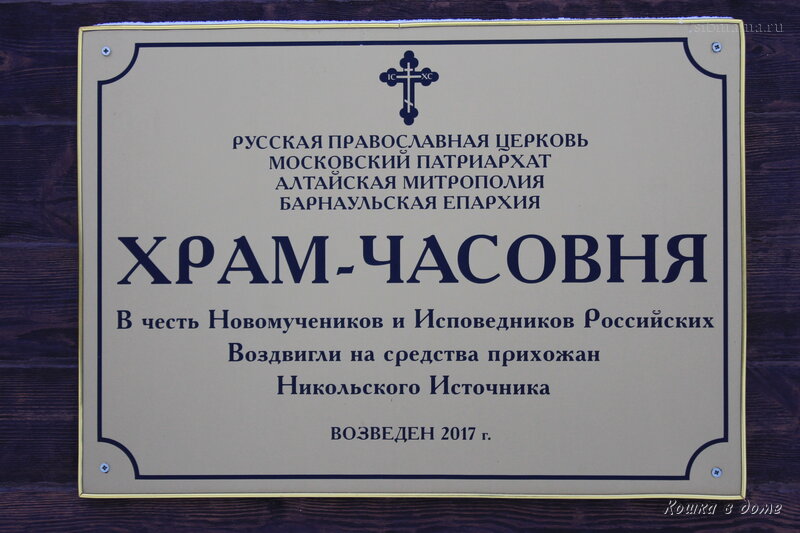 IC XC
РУССКАЯ ПРАВОСЛАВНАЯ ЦЕРКОВЬ
МОСКОВСКИЙ ПАТРИАРХАТ
АЛТАЙСКАЯ МИТРОПОЛИЯ
БАРНАУЛЬСКАЯ ЕПАРХИЯ
ХРАМ-ЧАСОВНЯ
В честь Новомучеников и Исповедников Российских
Воздвигли на средства прихожан
Никольского Источника
ВОЗВЕДЕН 2017 г.
Кошка в доме